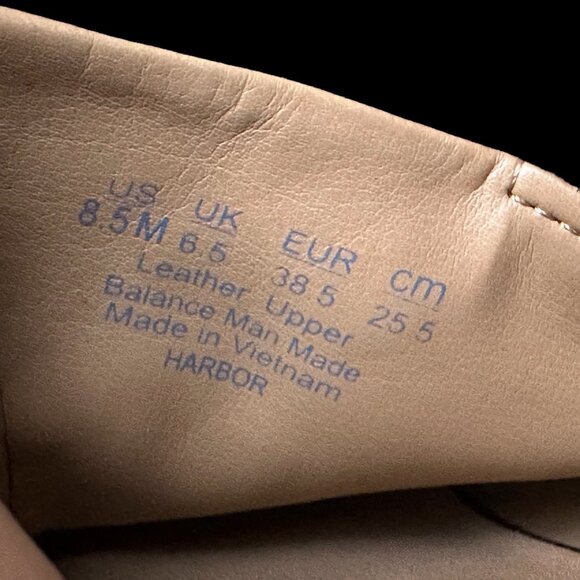 US UK EUR cm
8.5M 6.5 38 5 25 5
Leather Upper
Balance Man Made
Made in Vietnam
HARBOR